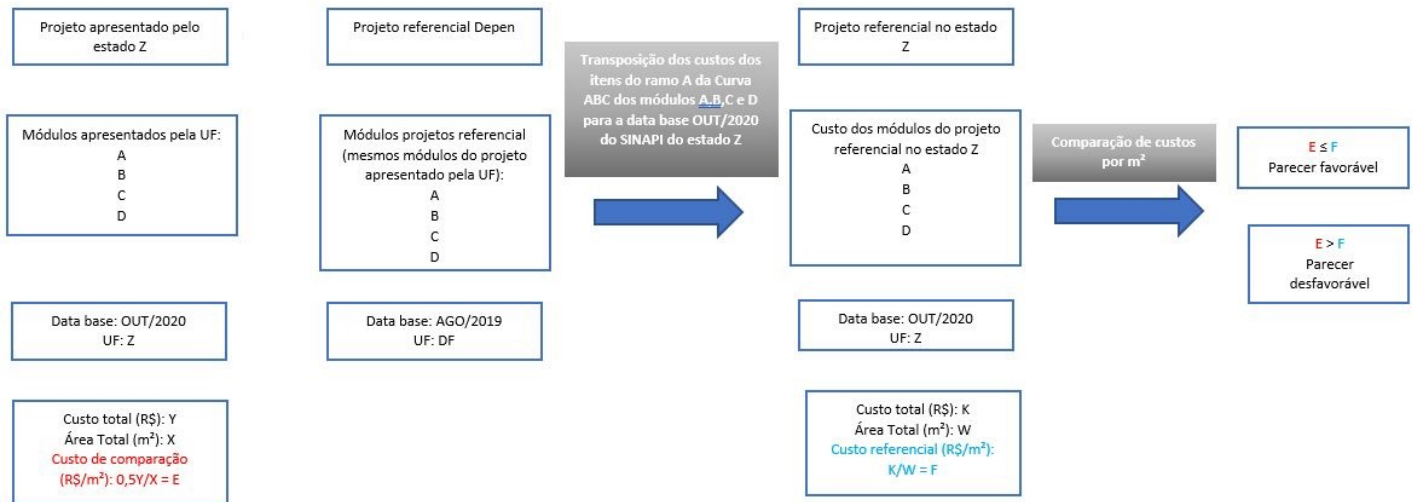 Projeto apresentado pelo
estado Z
Módulos apresentados pela UF:
A
B
C
D
Data base: OUT/2020
UF: Z
Custo total (R$): Y
Área Total (m²): X
Custo de comparação
(R$/m²): 0,5Y/X = E
Projeto referencial Depen
Módulos projetos referencial
(mesmos módulos do projeto
apresentado pela UF):
A
B
C
D
Data base: AGO/2019
UF: DF
Transposição dos custos dos
itens do ramo A da Curva
ABC dos módulos A,B,C e D
para a data base OUT/2020
do SINAPI do estado Z
Projeto referencial no estado
Z
Custo dos módulos do projeto
referencial no estado Z
A
B
C
D
Data base: OUT/2020
UF: Z
Custo total (R$): K
Área Total (m²): W
Custo referencial (R$/m²):
K/W = F
Comparação de custos
por m²
E ≤ F
Parecer favorável
E > F
Parecer
desfavorável